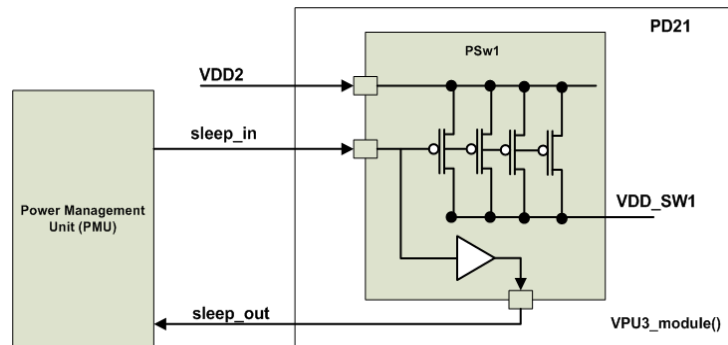 PD21
PSw1
VDD2
sleep_in
Power Management
Unit (PMU)
VDD_SW1
sleep_out
VPU3_module()